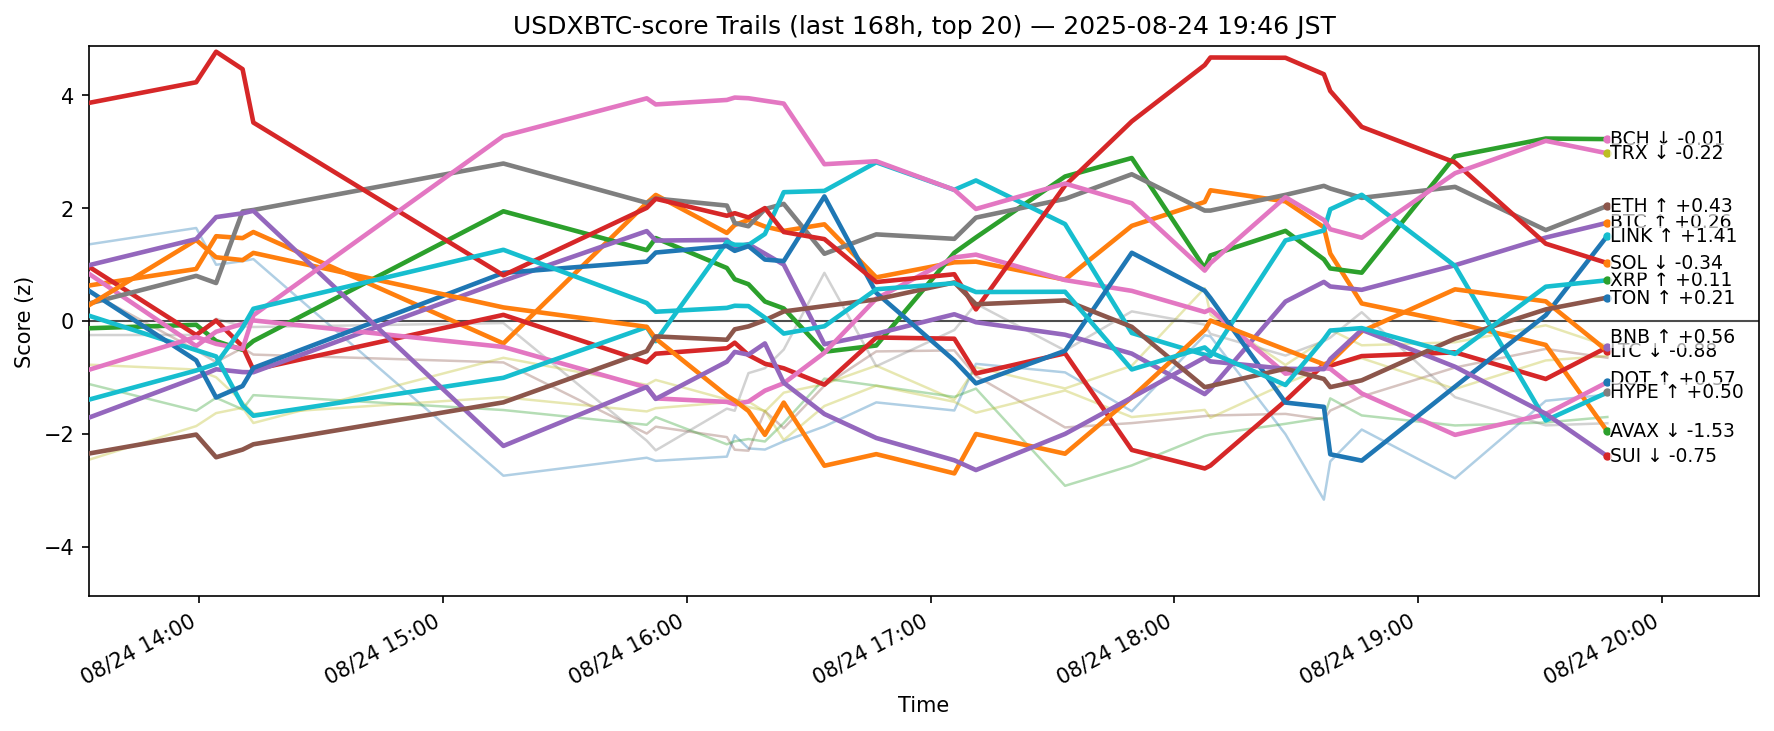 USDXBTC-score Trails (last 168h, top 20) — 2025-08-24 19:46 JST
Score (z)
4
2
0
−2
−4
BCH ↓ -0.01
TRX ↓ -0.22
ETH ↑ +0.43
BTC ↑ +0.26
LINK ↑ +1.41
SOL ↓ -0.34
XRP ↑ +0.11
TON ↑ +0.21
BNB ↑ +0.56
LTC ↓ -0.88
DOT ↑ +0.57
HYPE ↑ +0.50
AVAX ↓ -1.53
SUI ↓ -0.75
08/24 14:00
08/24 15:00
08/24 16:00
08/24 17:00
08/24 18:00
08/24 19:00
08/24 20:00
Time